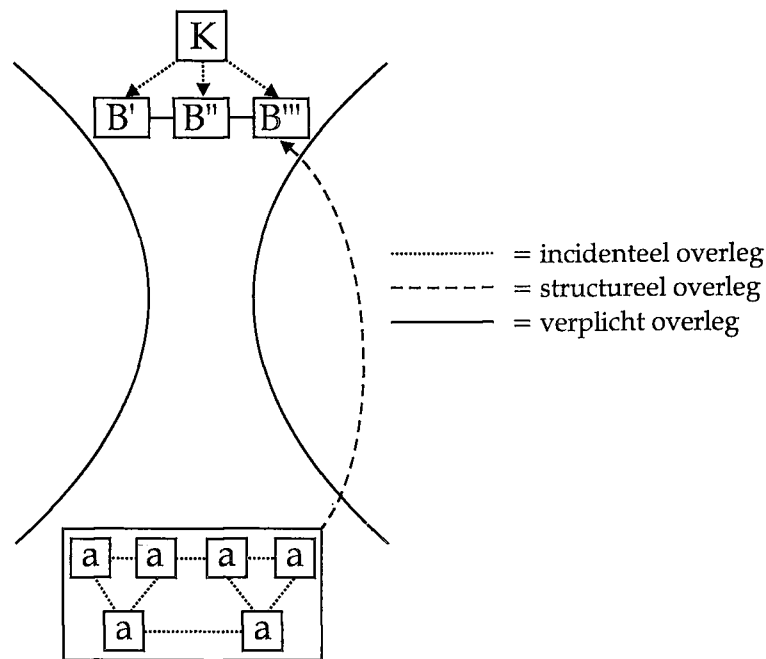 K
B' B'' B'''
= incidenteel overleg
= structureel overleg
= verplicht overleg
a a a a
a a